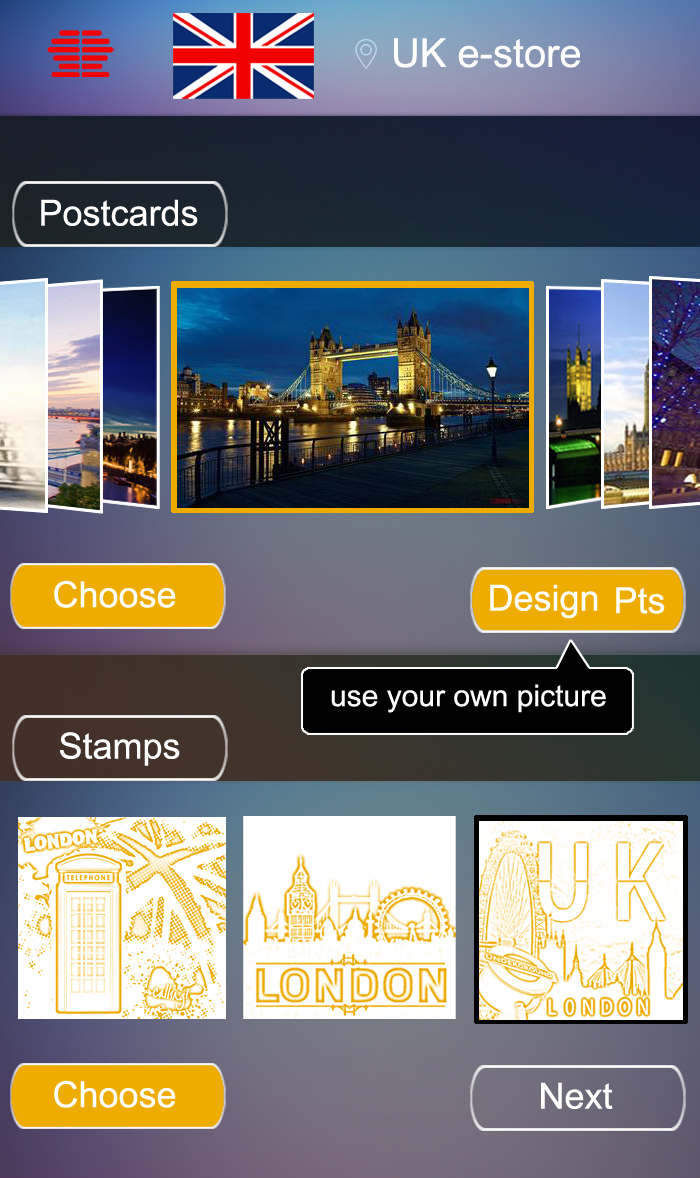 UK e-store
Postcards
Choose
Design Pts
use your own picture
Stamps
LONDON
TELEPHONE
LONDON
UK
UNDERGROUND
LONDON
Choose
Next